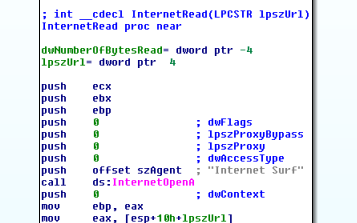 ; int __cdecl InternetRead(LPCSTR lpszUrl)
InternetRead proc near
dwNumberOfBytesRead= dword ptr -4
lpszUrl= dword ptr  4
push    ecx
push    ebx
push    ebp
push    0               ; dwFlags
push    0               ; lpszProxyBypass
push    0               ; lpszProxy
push    0               ; dwAccessType
push    offset szAgent  ; "Internet Surf"
call    ds:InternetOpenA
push    0               ; dwContext
mov     ebp, eax
mov     eax, [esp+10h+lpszUrl]